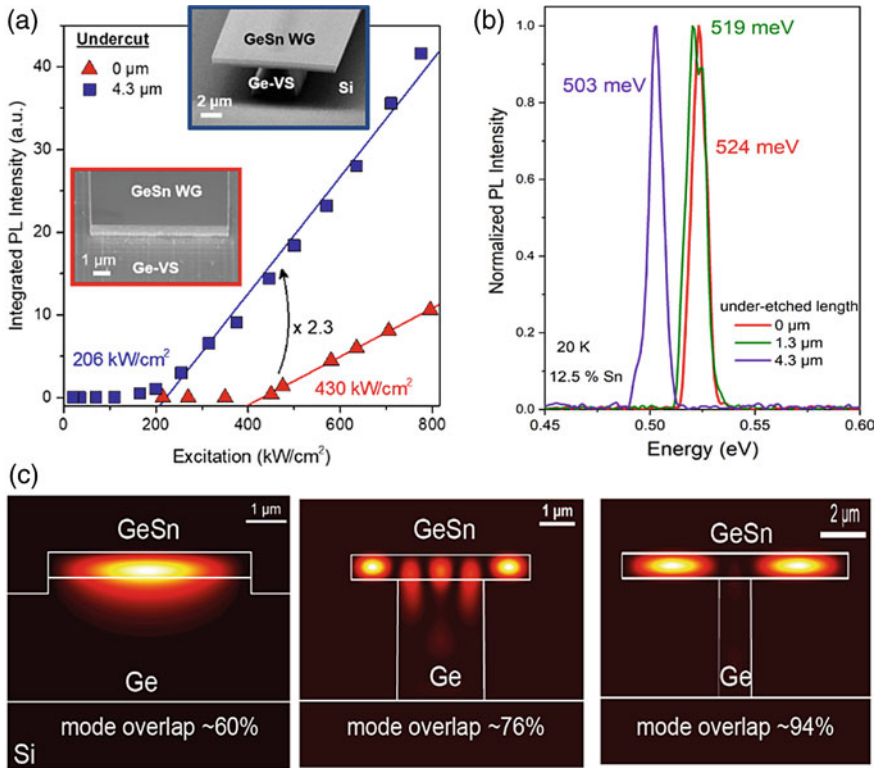 (a)
Undercut
0 µm
4.3 µm
GeSn WG
Ge-VS
Si
2 µm
GeSn WG
1 µm
Ge-VS
x 2.3
206 kW/cm²
430 kW/cm²
40
30
20
10
0
Integrated PL Intensity (a.u.)
0 200 400 600 800
Excitation (kW/cm²)
(b)
519 meV
503 meV
524 meV
under-etched length
0 µm
1.3 µm
4.3 µm
20 K
12.5 % Sn
1.0
0.8
0.6
0.4
0.2
0.0
Normalized PL Intensity
0.45 0.50 0.55 0.60
Energy (eV)
(c)
1 µm
GeSn
Ge
mode overlap ~60%
Si
1 µm
GeSn
Ge
mode overlap ~76%
2 µm
GeSn
Ge
mode overlap ~94%